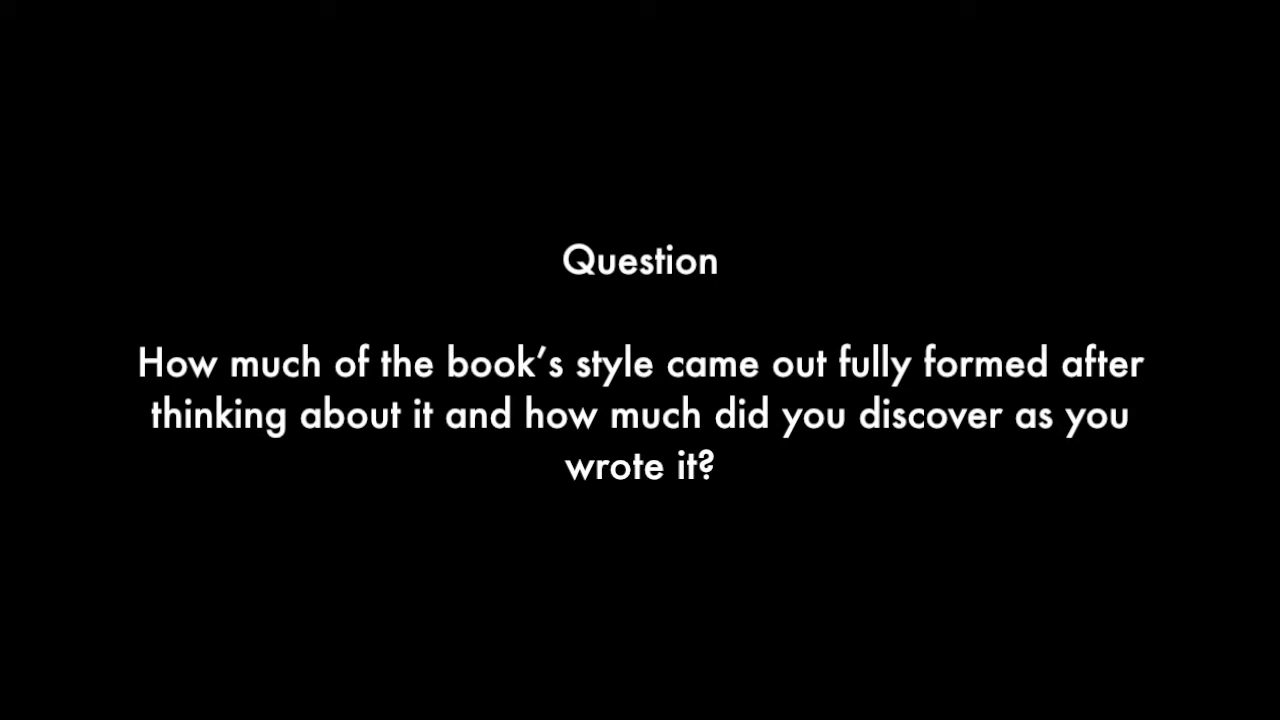 Question
How much of the book’s style came out fully formed after
thinking about it and how much did you discover as you
wrote it?